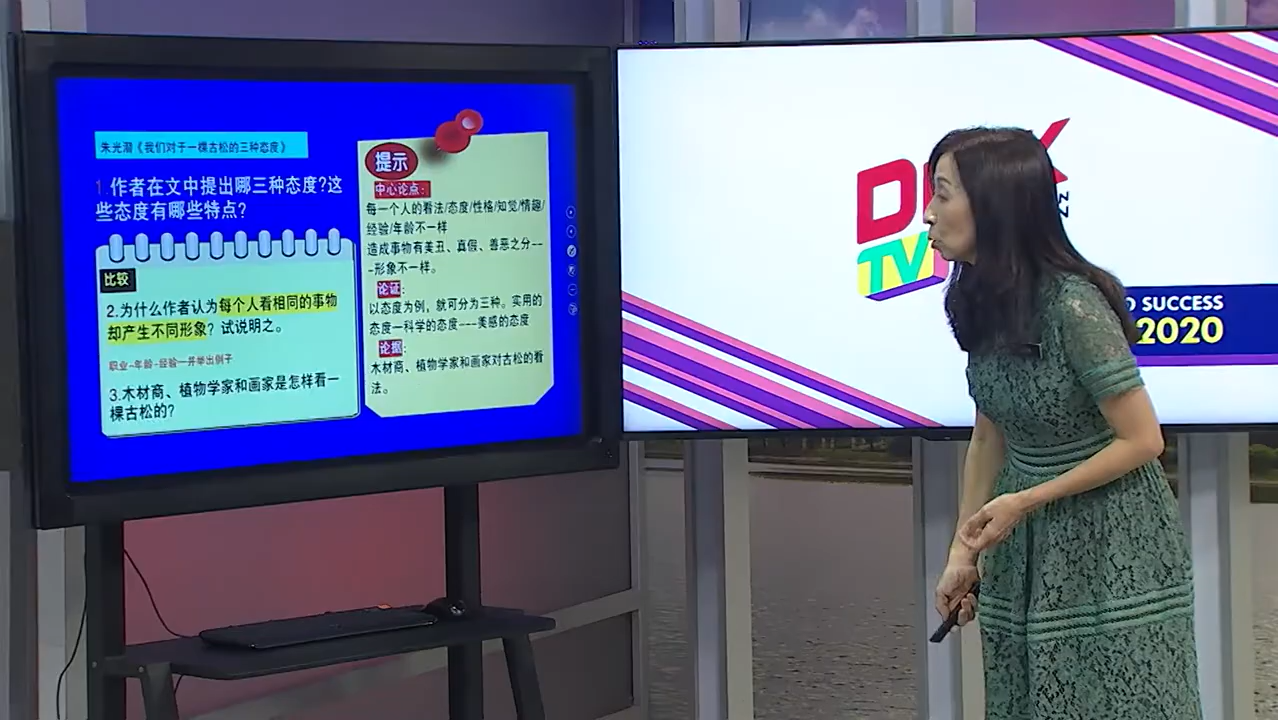 朱光潜《我们对于一棵古松的三种态度》
1.作者在文中提出哪三种态度?这
些态度有哪些特点?
比较
2.为什么作者认为每个人看相同的事物
却产生不同形象？试说明之。
职业-年龄-经验—并举出例子
3.木材商、植物学家和画家是怎样看一
棵古松的?
提示
中心论点：
每一个人的看法/态度/性格/知觉/情趣/
经验/年龄不一样
造成事物有美丑、真假、善恶之分---
-形象不一样。
论证:
以态度为例，就可分为三种。实用的
态度—科学的态度---美感的态度
论据:
木材商、植物学家和画家对古松的看
法。
TV
SUCCESS
2020